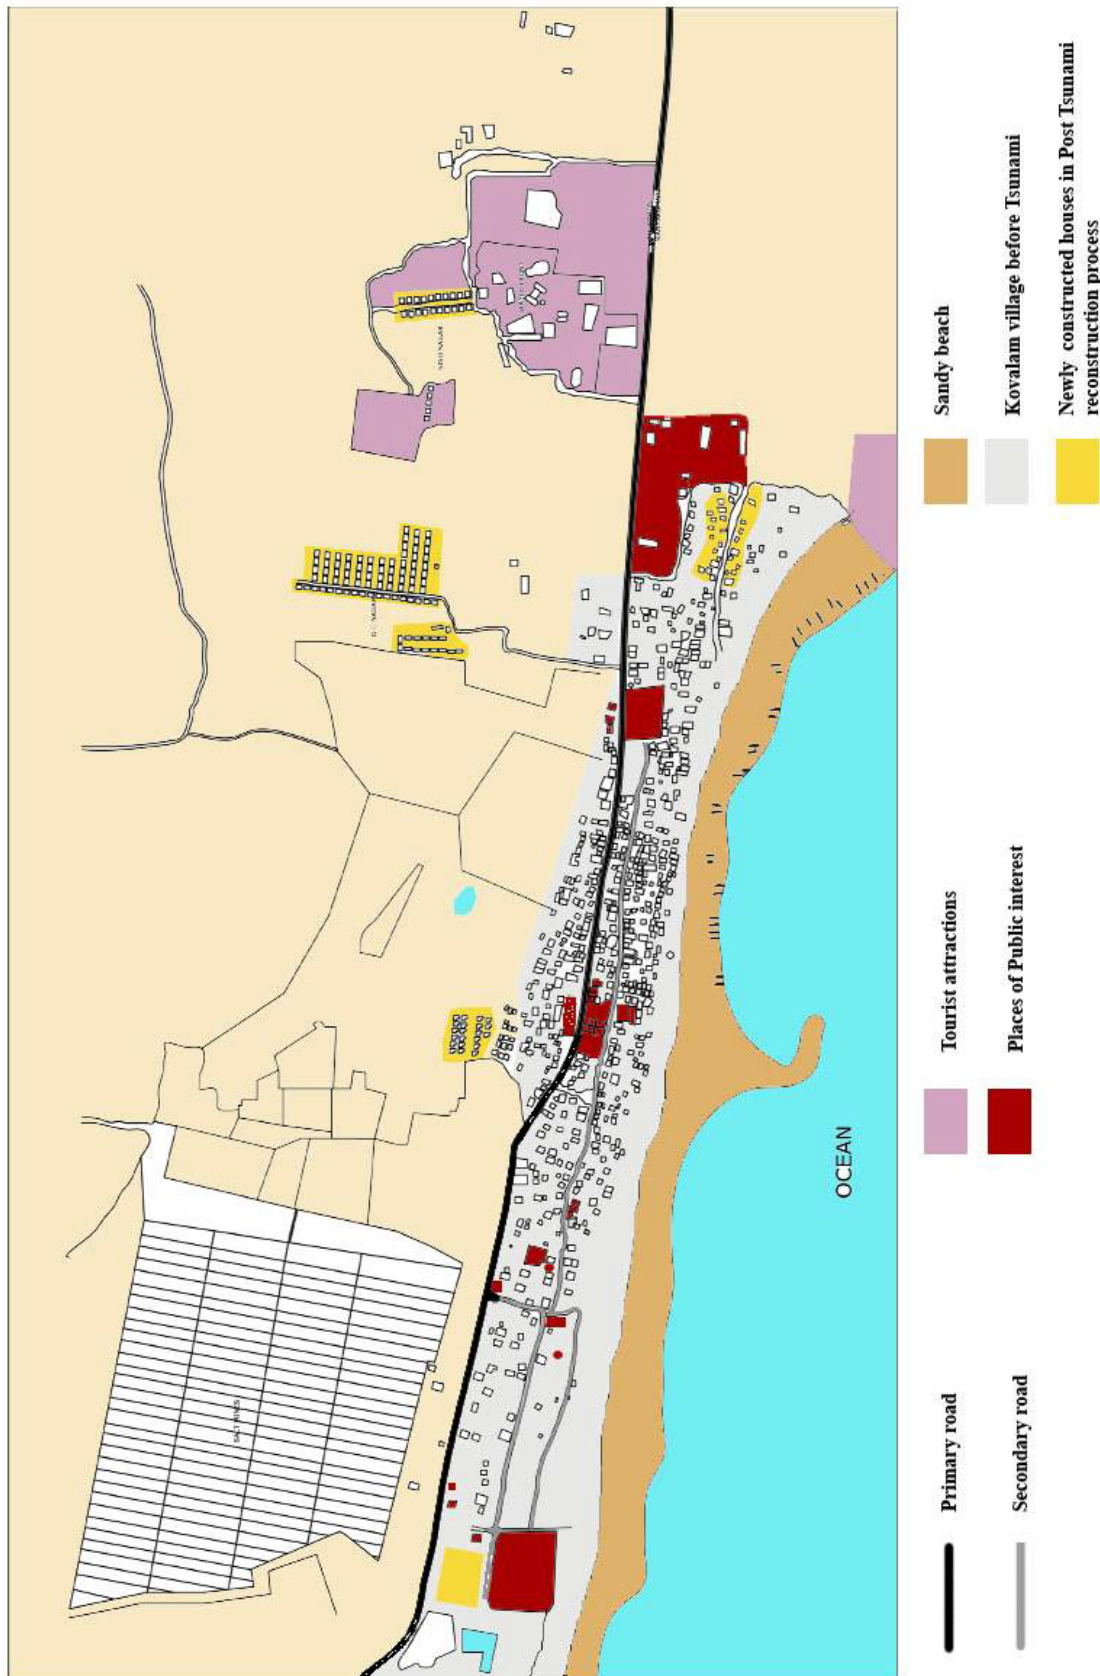 OCEAN
Primary road
Secondary road
Tourist attractions
Places of Public interest
Sandy beach
Kovalam village before Tsunami
Newly constructed houses in Post Tsunami
reconstruction process